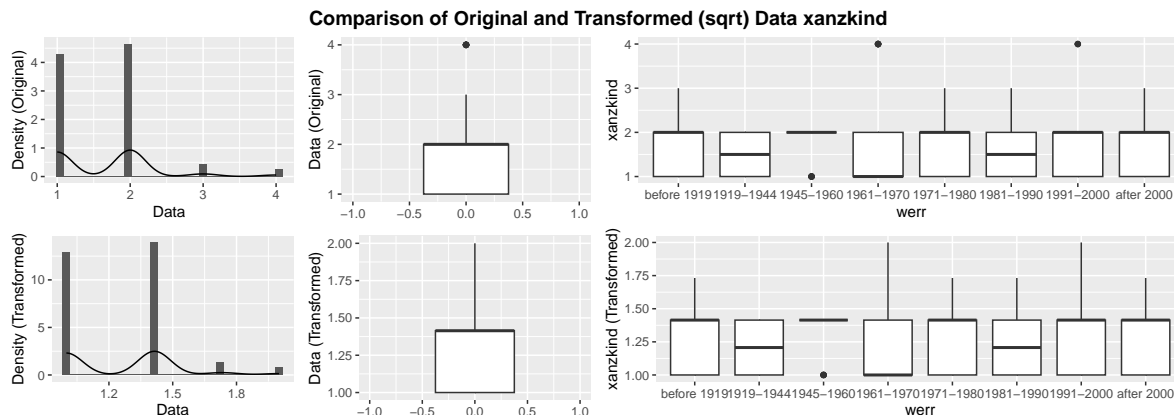 Comparison of Original and Transformed (sqrt) Data xanzkind
Density (Original)
4
3
2
1
0
1 2 3 4
Data
Data (Original)
4
3
2
1
−1.0 −0.5 0.0 0.5 1.0
xanzkind
4
3
2
1
before 1919 1919−1944 1945−1960 1961−1970 1971−1980 1981−1990 1991−2000 after 2000
werr
Density (Transformed)
10
5
0
1.2 1.5 1.8
Data
Data (Transformed)
2.00
1.75
1.50
1.25
1.00
−1.0 −0.5 0.0 0.5 1.0
xanzkind (Transformed)
2.00
1.75
1.50
1.25
1.00
before 1919 1919−1944 1945−1960 1961−1970 1971−1980 1981−1990 1991−2000 after 2000
werr